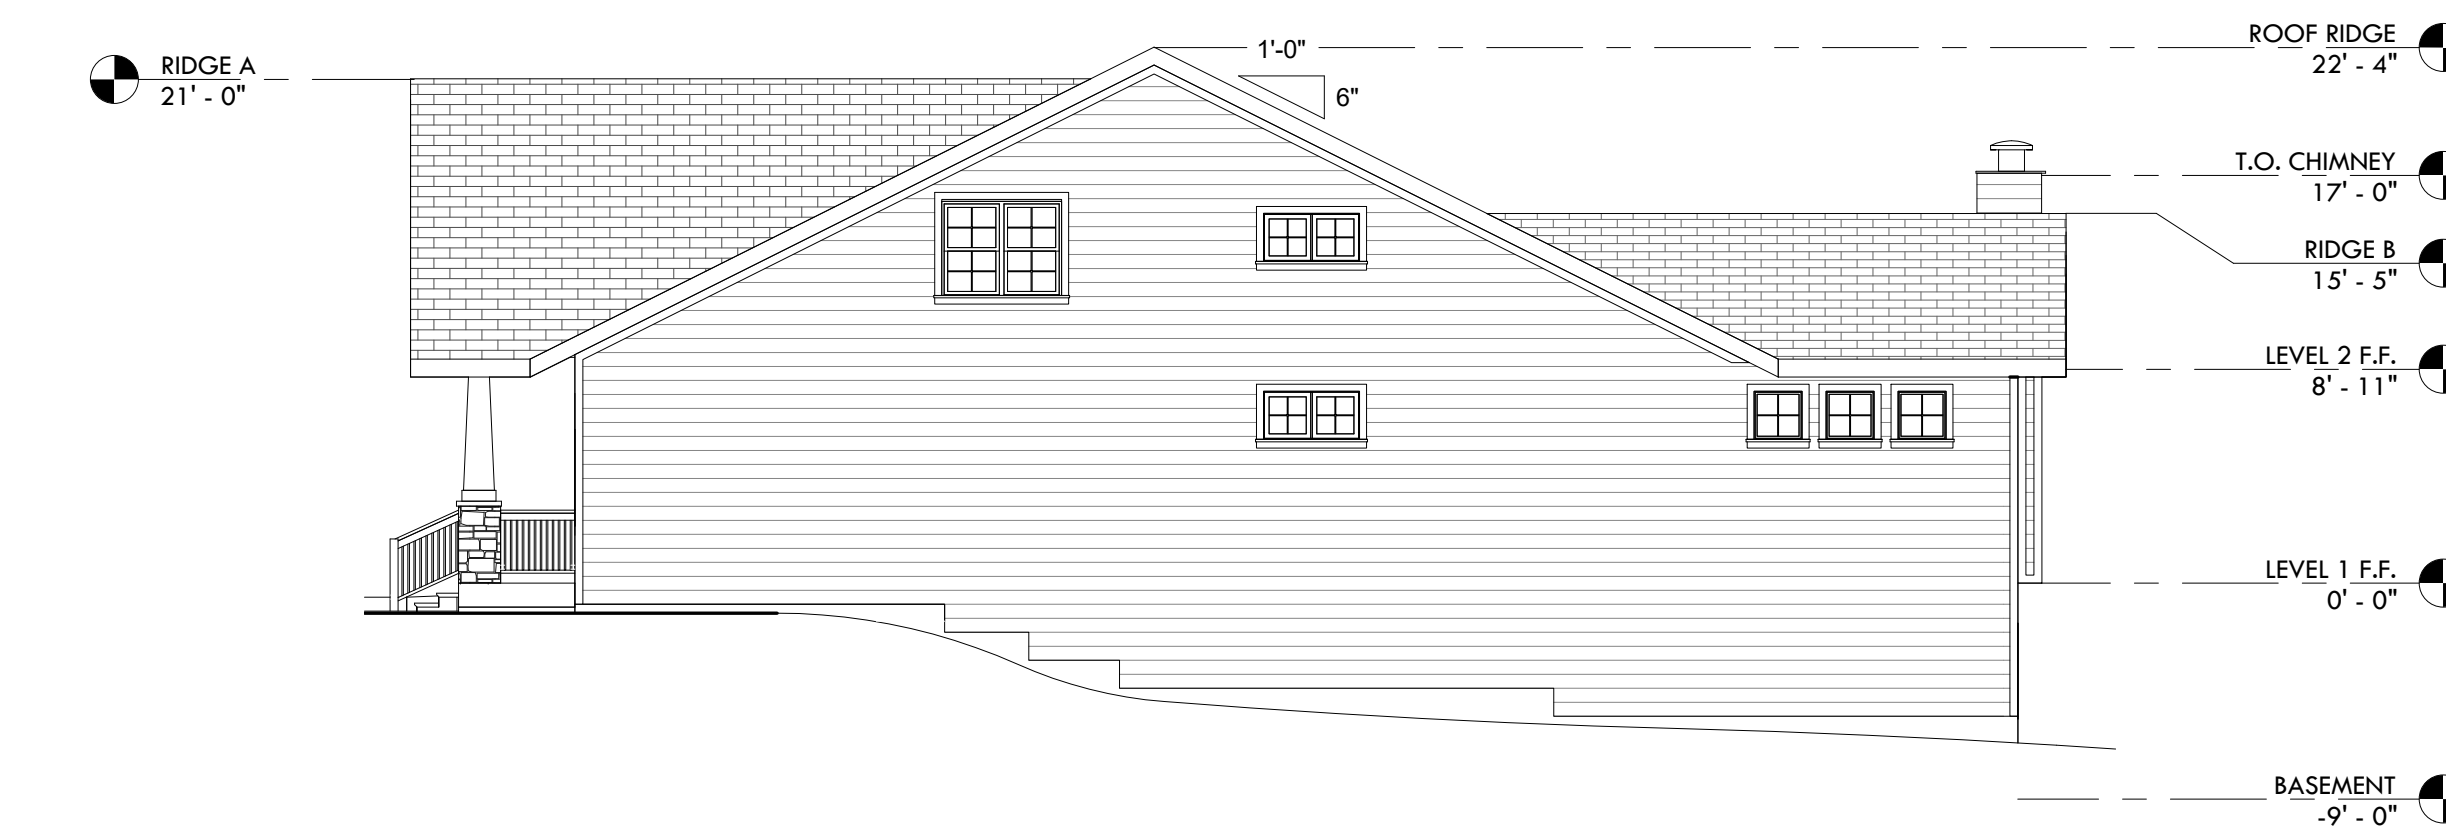 RIDGE A
21' - 0"
1'-0"
6"
ROOF RIDGE
22' - 4"
T.O. CHIMNEY
17' - 0"
RIDGE B
15' - 5"
LEVEL 2 F.F.
8' - 11"
LEVEL 1 F.F.
0' - 0"
BASEMENT
-9' - 0"